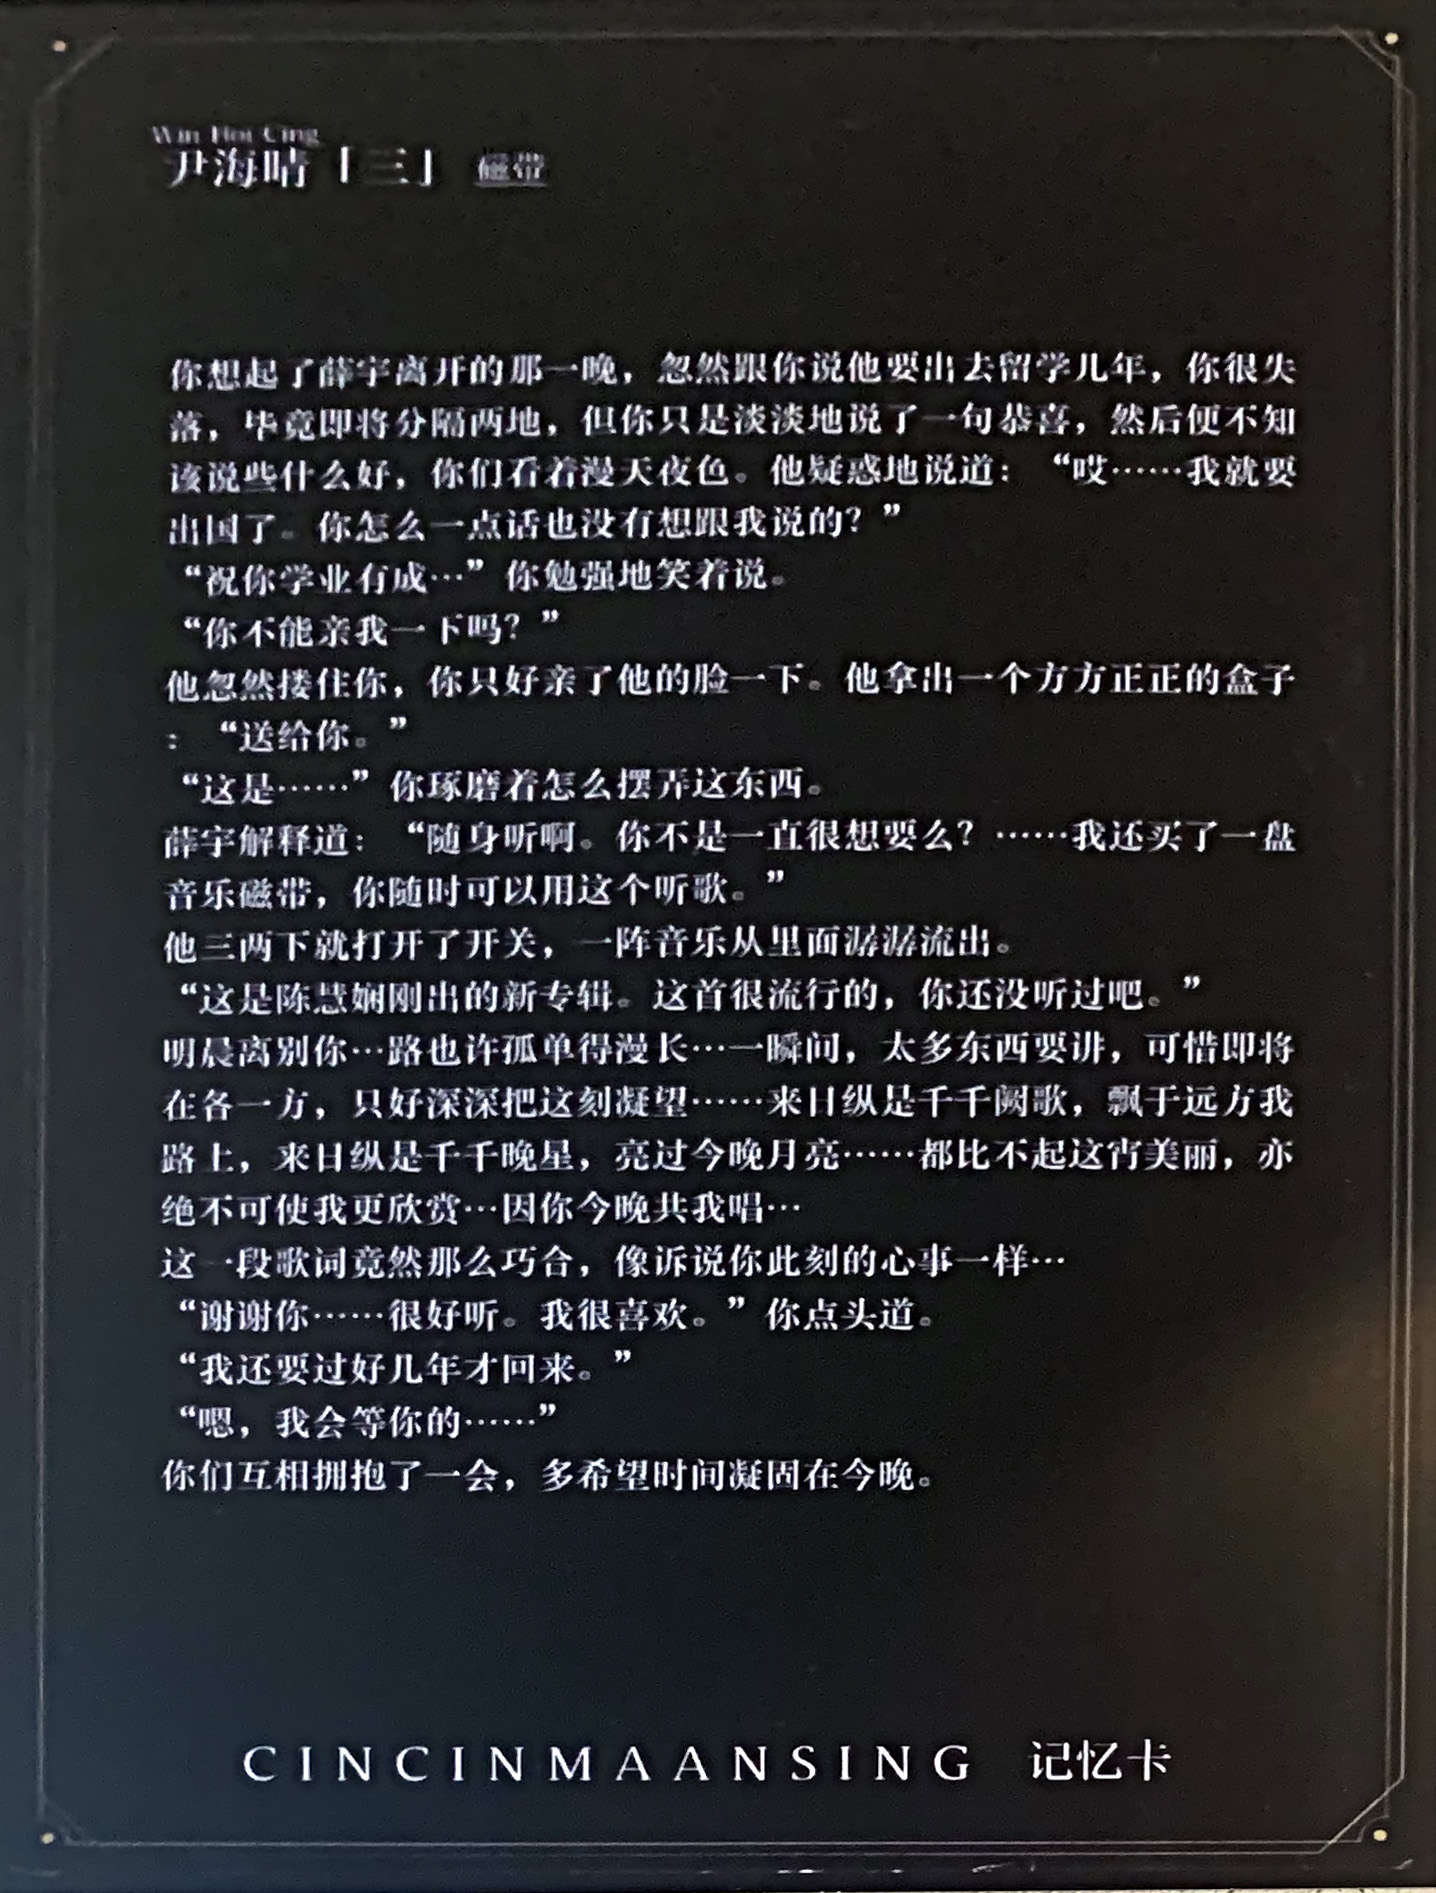 Wan Hoi Cing
尹海晴「三」 磁带
你想起了薛宇离开的那一晚，忽然跟你说他要出去留学几年，你很失
落，毕竟即将分隔两地，但你只是淡淡地说了一句恭喜，然后便不知
该说些什么好，你们看着漫天夜色。他疑惑地说道：“哎……我就要
出国了。你怎么一点话也没有想跟我说的？”
“祝你学业有成…”你勉强地笑着说。
“你不能亲我一下吗？”
他忽然搂住你，你只好亲了他的脸一下。他拿出一个方方正正的盒子
：“送给你。”
“这是……”你琢磨着怎么摆弄这东西。
薛宇解释道：“随身听啊。你不是一直很想要么？……我还买了一盘
音乐磁带，你随时可以用这个听歌。”
他三两下就打开了开关，一阵音乐从里面潺潺流出。
“这是陈慧娴刚出的新专辑。这首很流行的，你还没听过吧。”
明晨离别你…路也许孤单得漫长…一瞬间，太多东西要讲，可惜即将
在各一方，只好深深把这刻凝望……来日纵是千千阙歌，飘于远方我
路上，来日纵是千千晚星，亮过今晚月亮……都比不起这宵美丽，亦
绝不可使我更欣赏…因你今晚共我唱…
这一段歌词竟然那么巧合，像诉说你此刻的心事一样…
“谢谢你……很好听。我很喜欢。”你点头道。
“我还要过好几年才回来。”
“嗯，我会等你的……”
你们互相拥抱了一会，多希望时间凝固在今晚。
CINCINMAANSING 记忆卡